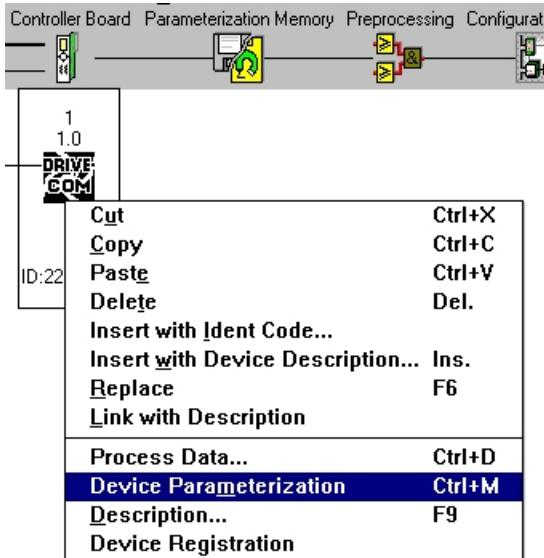 Controller Board Parameterization Memory Preprocessing Configurat
≥
&
≥
1
1.0
DRIVE
COM
ID:22
Cut Ctrl+X
Copy Ctrl+C
Paste Ctrl+V
Delete Del.
Insert with Ident Code...
Insert with Device Description... Ins.
Replace F6
Link with Description
Process Data... Ctrl+D
Device Parameterization Ctrl+M
Description... F9
Device Registration